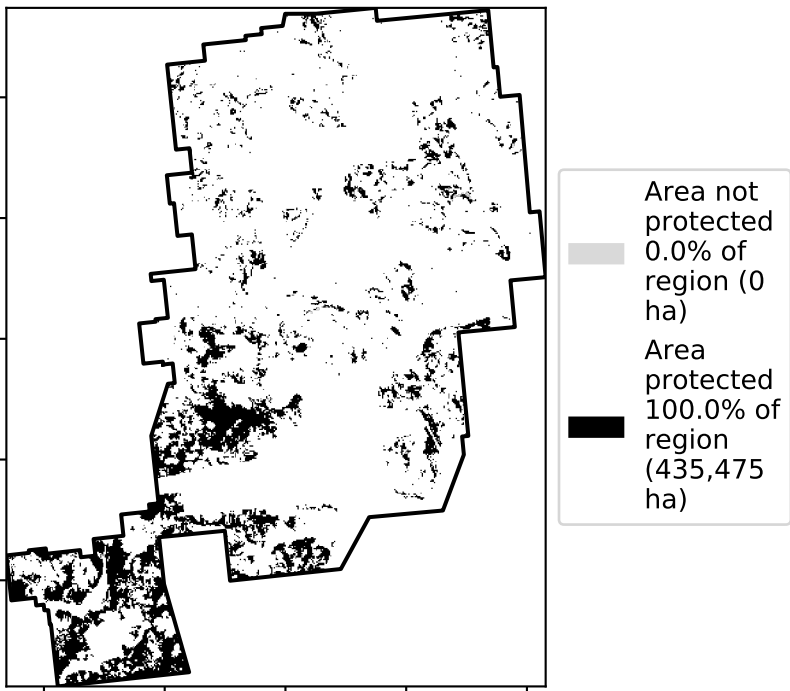 Area not
protected
0.0% of
region (0
ha)
Area
protected
100.0% of
region
(435,475
ha)